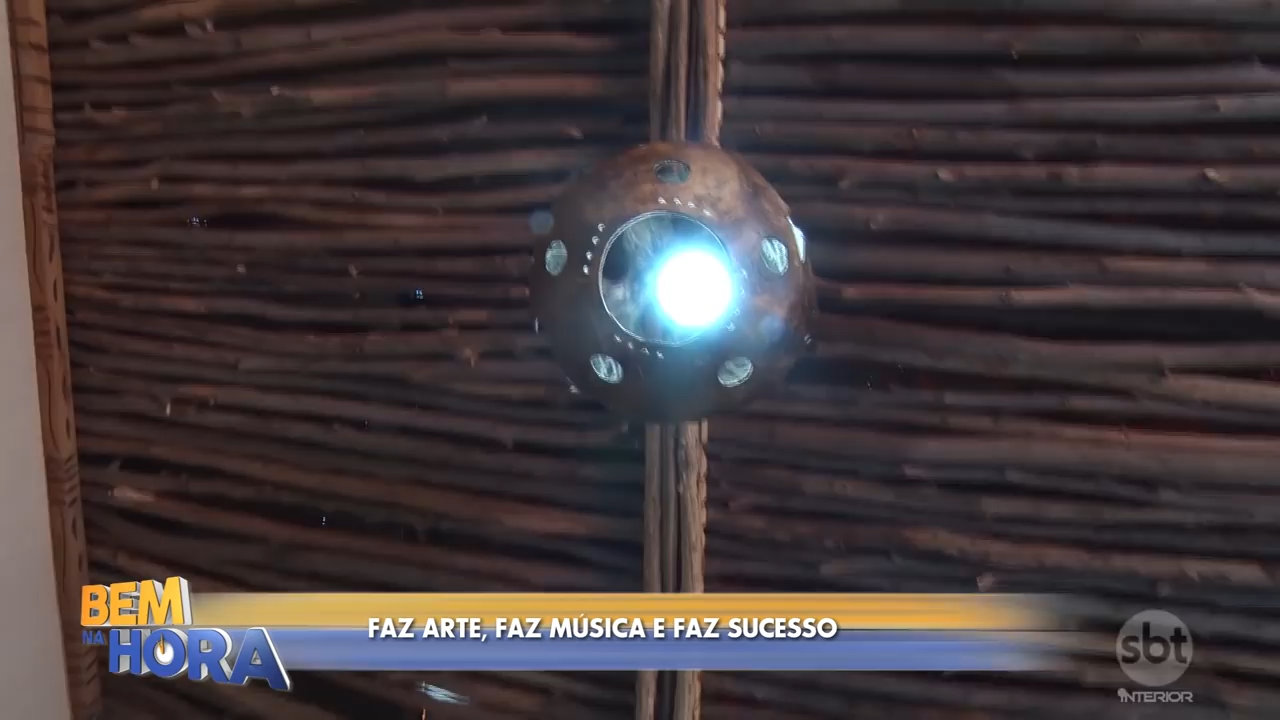 BEM
NA HORA
FAZ ARTE, FAZ MÚSICA E FAZ SUCESSO
sbt
INTERIOR